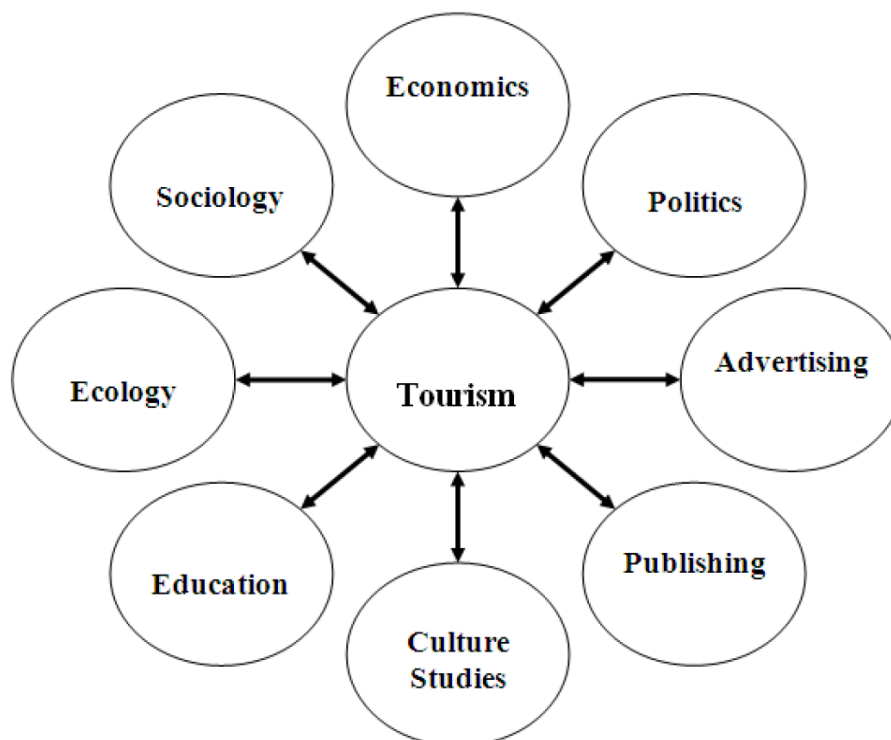 Economics
Sociology
Politics
Advertising
Ecology
Tourism
Publishing
Education
Culture
Studies